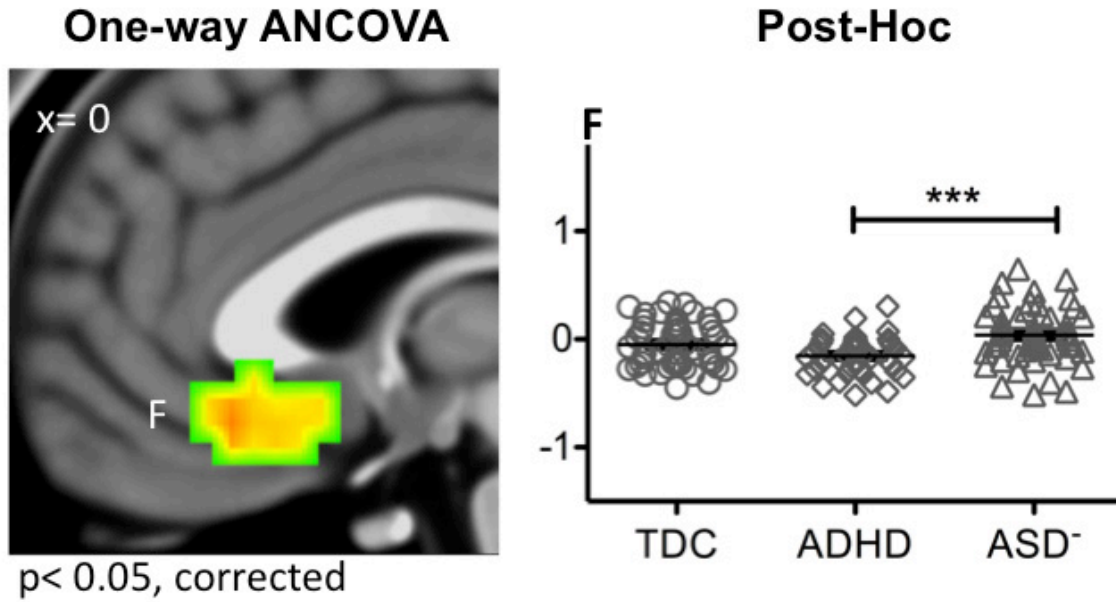 One-way ANCOVA
x= 0
F
p< 0.05, corrected
Post-Hoc
F
***
1
0
-1
TDC ADHD ASD⁻